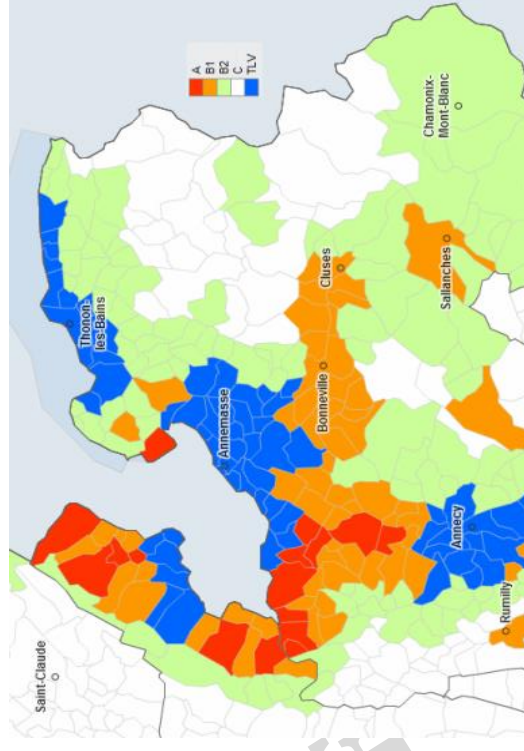 A
B1
B2
C
TLV
Saint-Claude
Thonon-
les-Bains
Annemasse
Bonneville
Cluses
Chamonix-
Mont-Blanc
Sallanches
Annecy
Rumilly